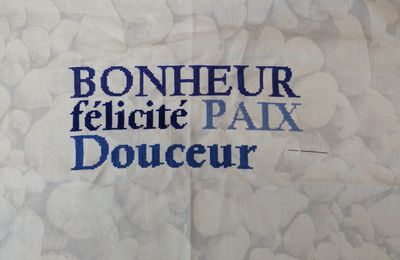 BONHEUR
félicité PAIX
Douceur